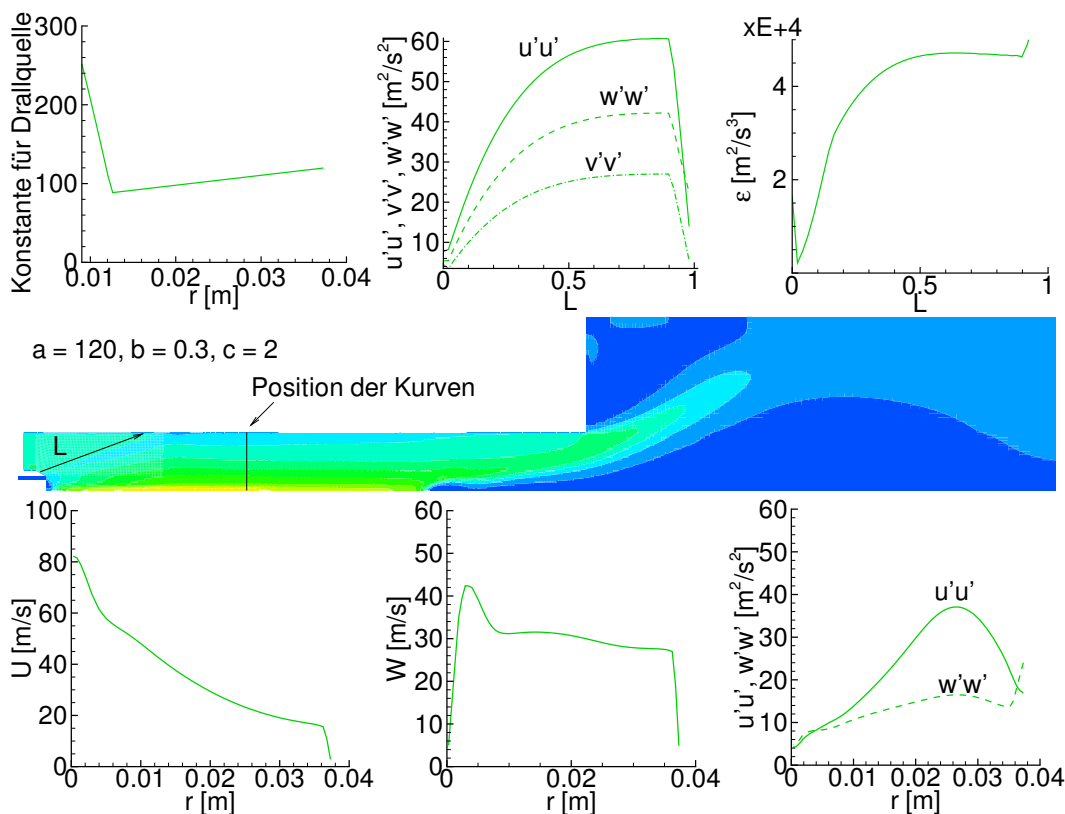 Konstante für Drallquelle
300
200
100
0
0.01
0.02
0.03
0.04
r [m]
u'u', v'v', w'w' [m²/s²]
60
50
40
30
20
10
0
0.5
1
L
u'u'
w'w'
v'v'
xE+4
ε [m²/s³]
4
2
0
0.5
1
L
a = 120, b = 0.3, c = 2
Position der Kurven
L
U [m/s]
100
80
60
40
20
0
0
0.01
0.02
0.03
0.04
r [m]
W [m/s]
60
50
40
30
20
10
0
0
0.02
0.04
r [m]
u'u', w'w' [m²/s²]
60
50
40
30
20
10
0
0
0.01
0.02
0.03
0.04
r [m]
u'u'
w'w'